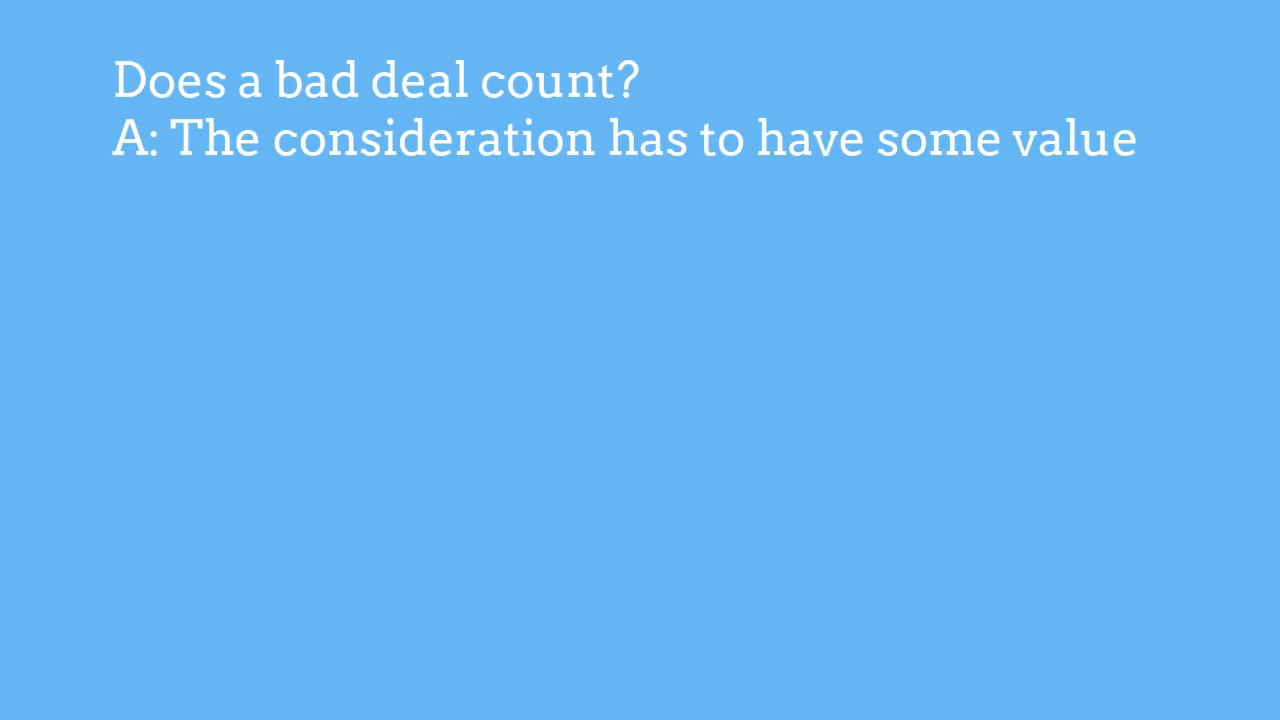 Does a bad deal count?
A: The consideration has to have some value